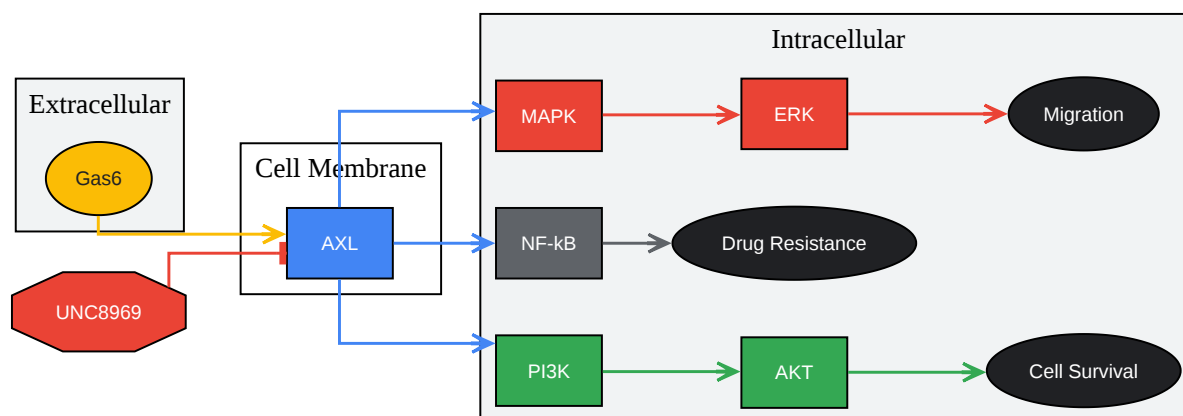 Intracellular
Extracellular
Cell Membrane
Gas6
AXL
UNC8969
MAPK
ERK
Migration
NF-kB
Drug Resistance
PI3K
AKT
Cell Survival